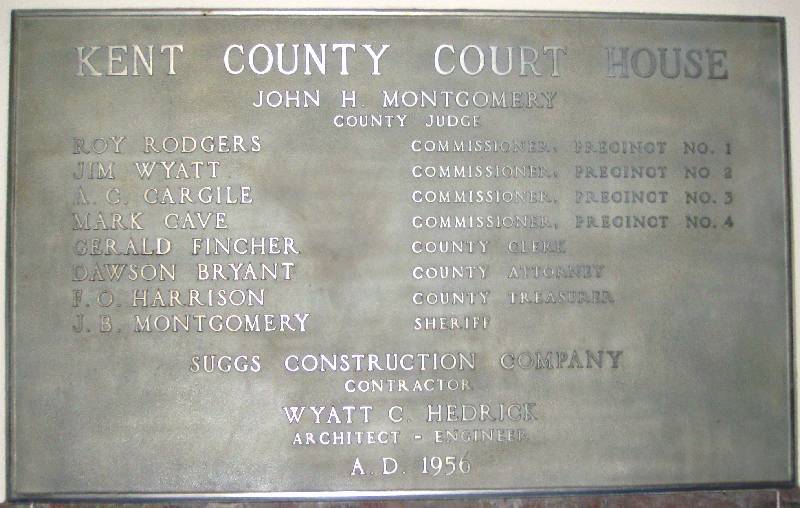 KENT COUNTY COURT HOUSE
JOHN H. MONTGOMERY
COUNTY JUDGE
ROY RODGERS COMMISSIONER, PRECINCT NO. 1
JIM WYATT COMMISSIONER, PRECINCT NO 2
A. C. CARGILE COMMISSIONER, PRECINCT NO. 3
MARK CAVE COMMISSIONER, PRECINCT NO. 4
GERALD FINCHER COUNTY CLERK
DAWSON BRYANT COUNTY ATTORNEY
F. O. HARRISON COUNTY TREASURER
J. B. MONTGOMERY SHERIFF
SUGGS CONSTRUCTION COMPANY
CONTRACTOR
WYATT C. HEDRICK
ARCHITECT - ENGINEER
A. D. 1956